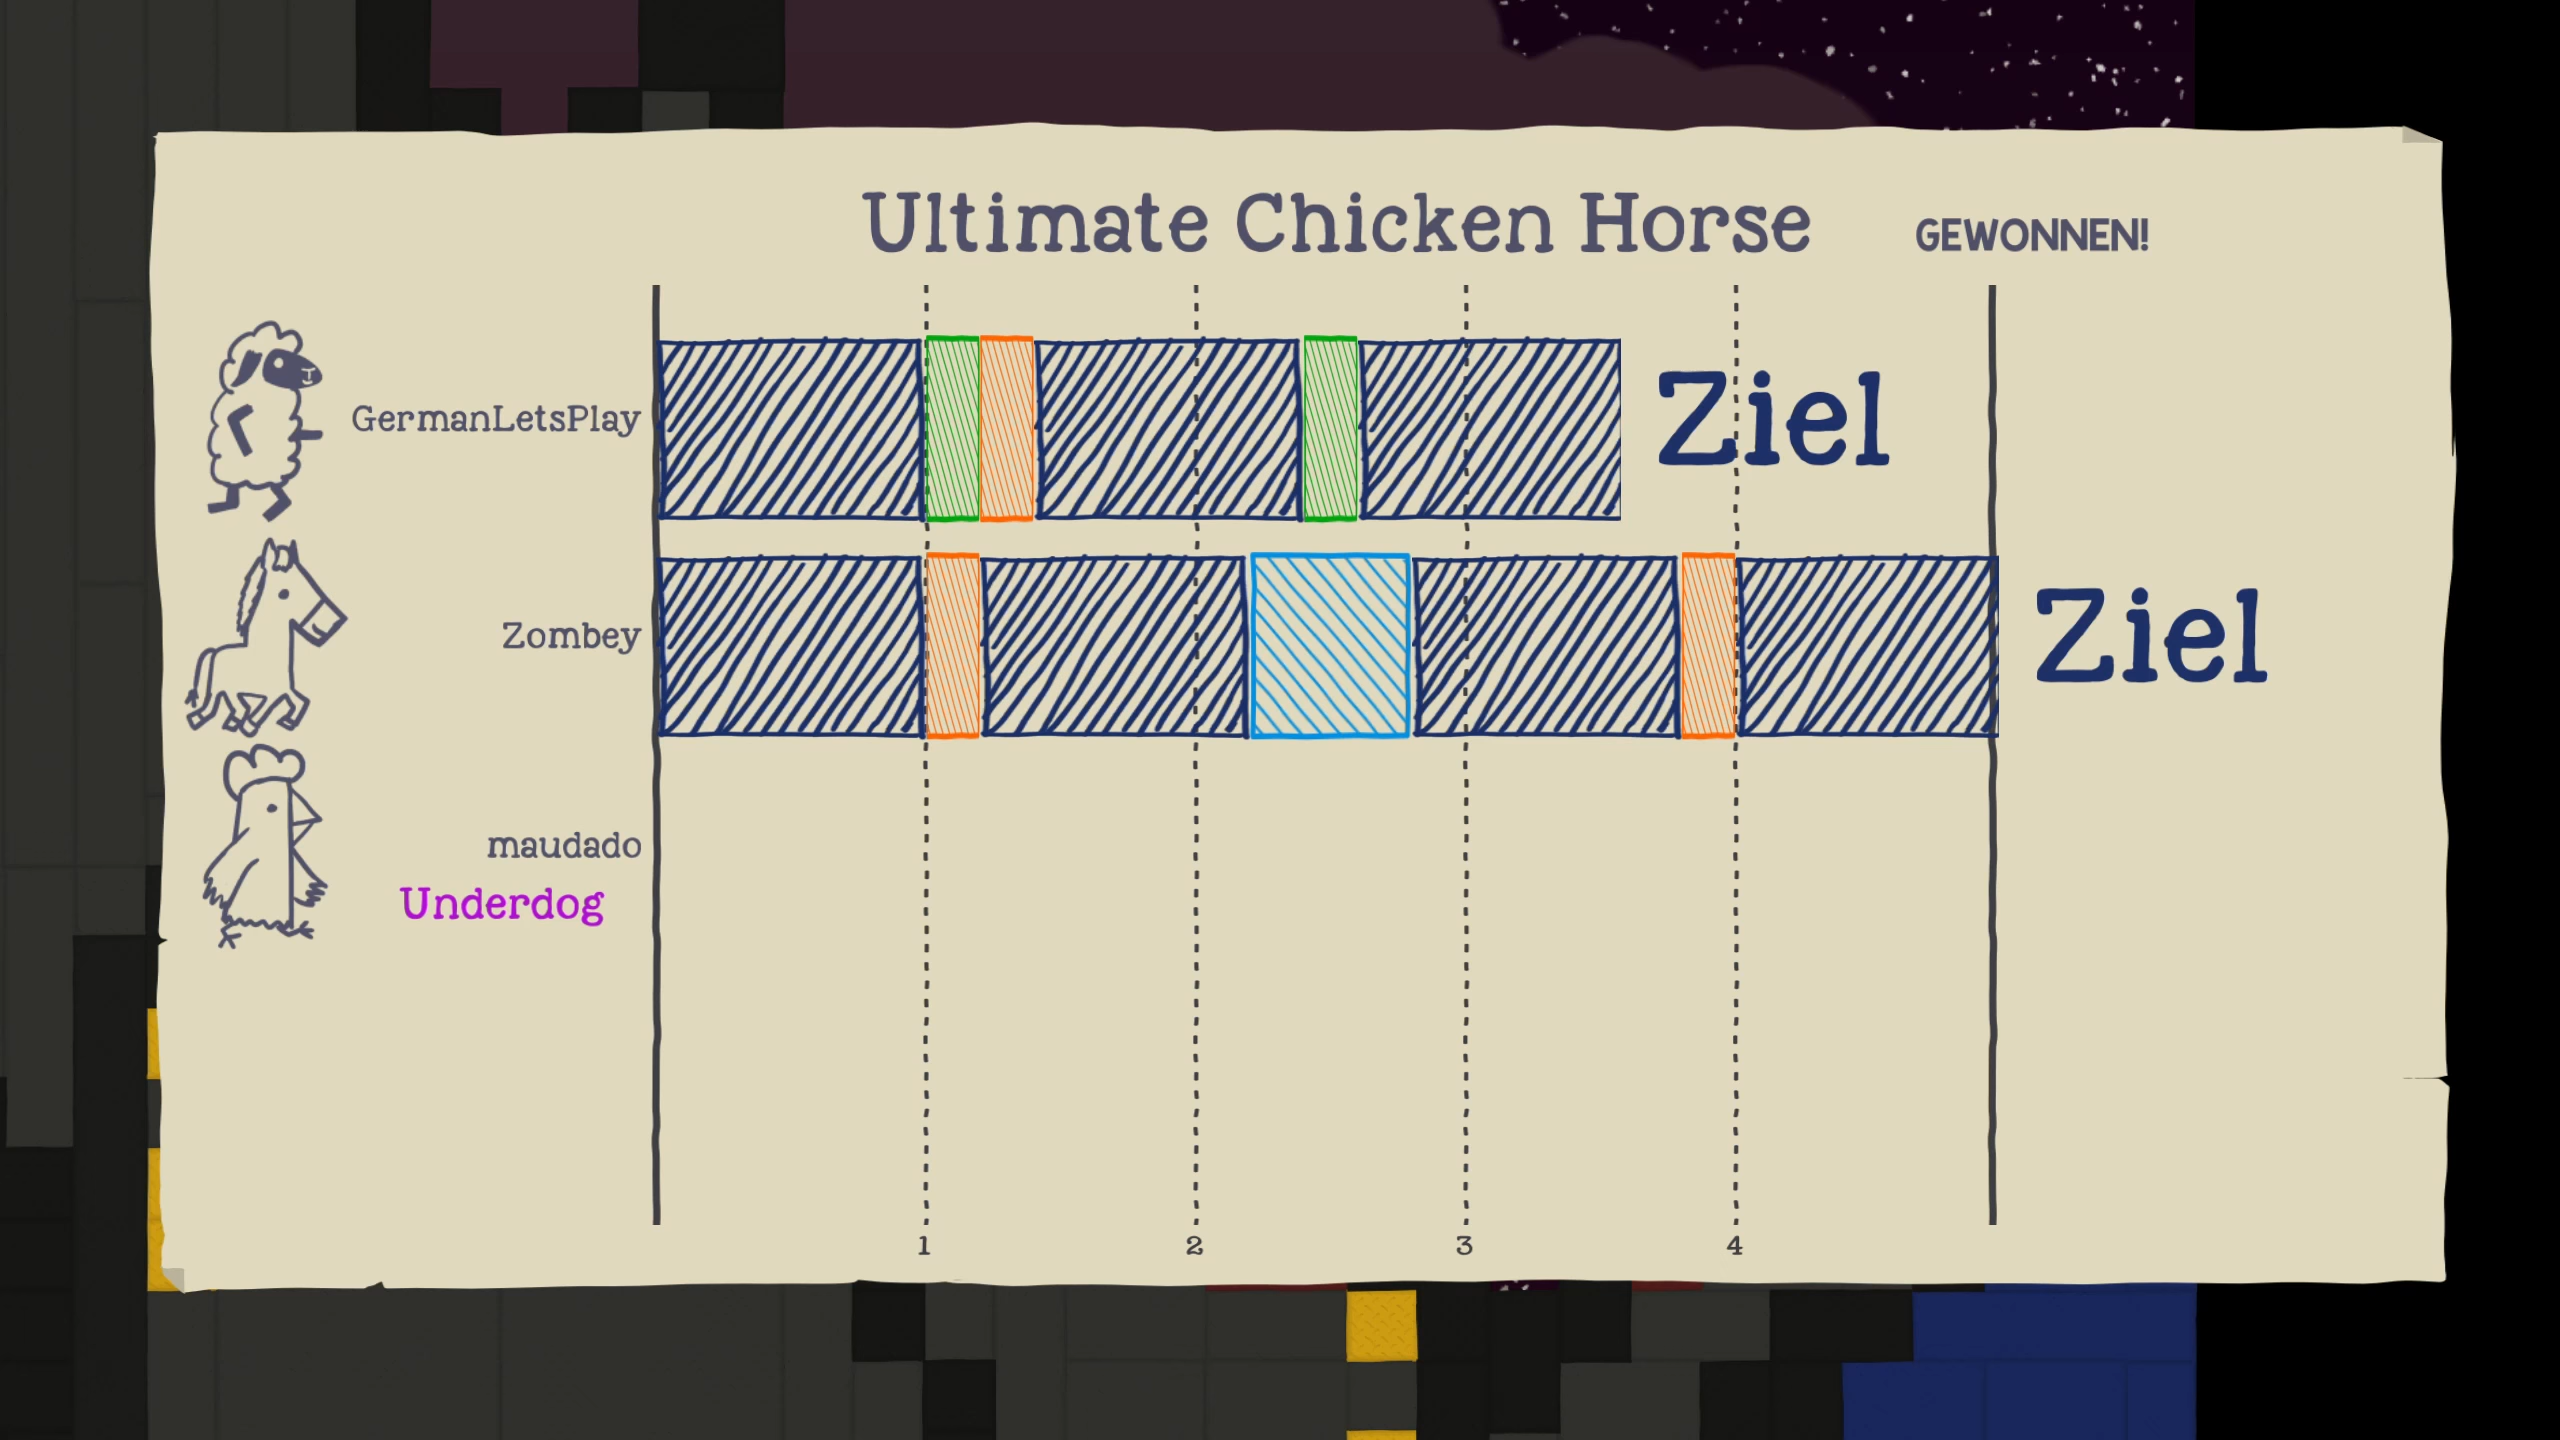 Ultimate Chicken Horse
GEWONNEN!
GermanLetsPlay
Ziel
Zombey
Ziel
maudado
Underdog
1 2 3 4